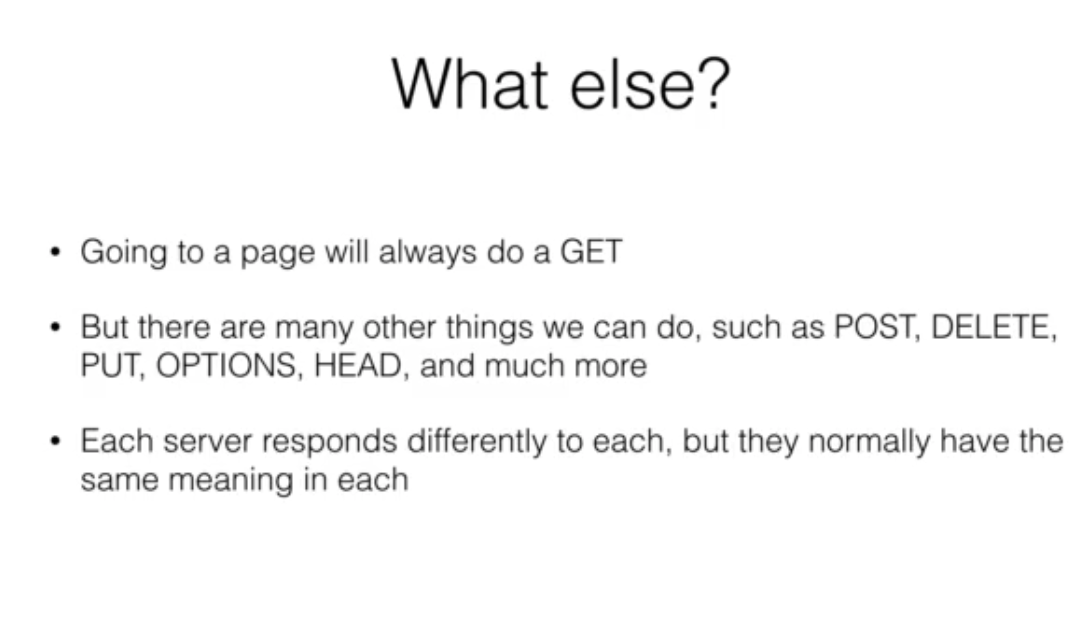 What else?
• Going to a page will always do a GET
• But there are many other things we can do, such as POST, DELETE,
PUT, OPTIONS, HEAD, and much more
• Each server responds differently to each, but they normally have the
same meaning in each